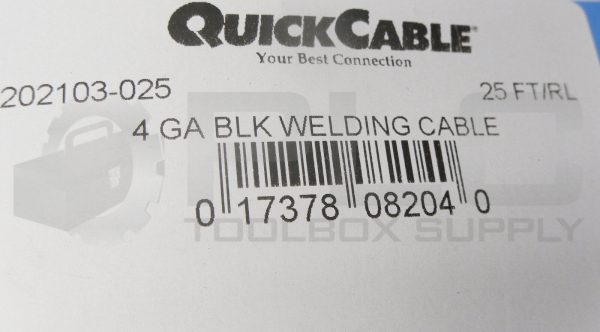 QUICKCABLE®
Your Best Connection
202103-025 25 FT/RL
4 GA BLK WELDING CABLE
0 17378 08204 0
TOOLBOX SUPPLY